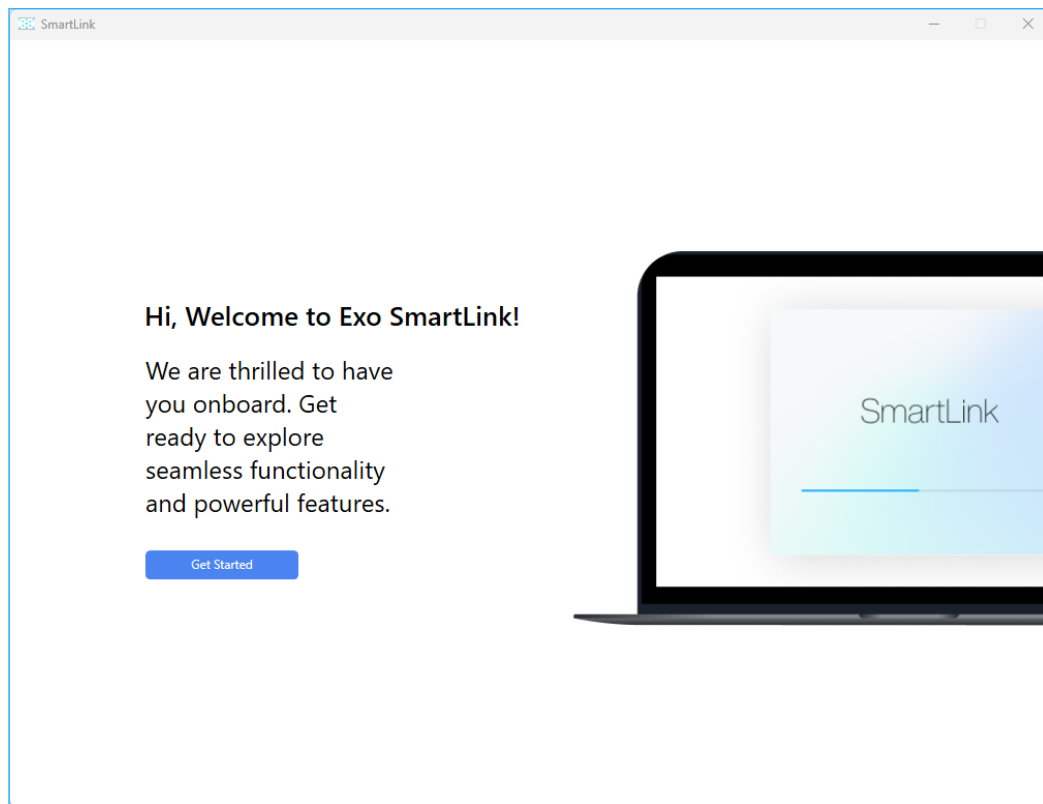 SmartLink
Hi, Welcome to Exo SmartLink!
We are thrilled to have
you onboard. Get
ready to explore
seamless functionality
and powerful features.
Get Started
SmartLink